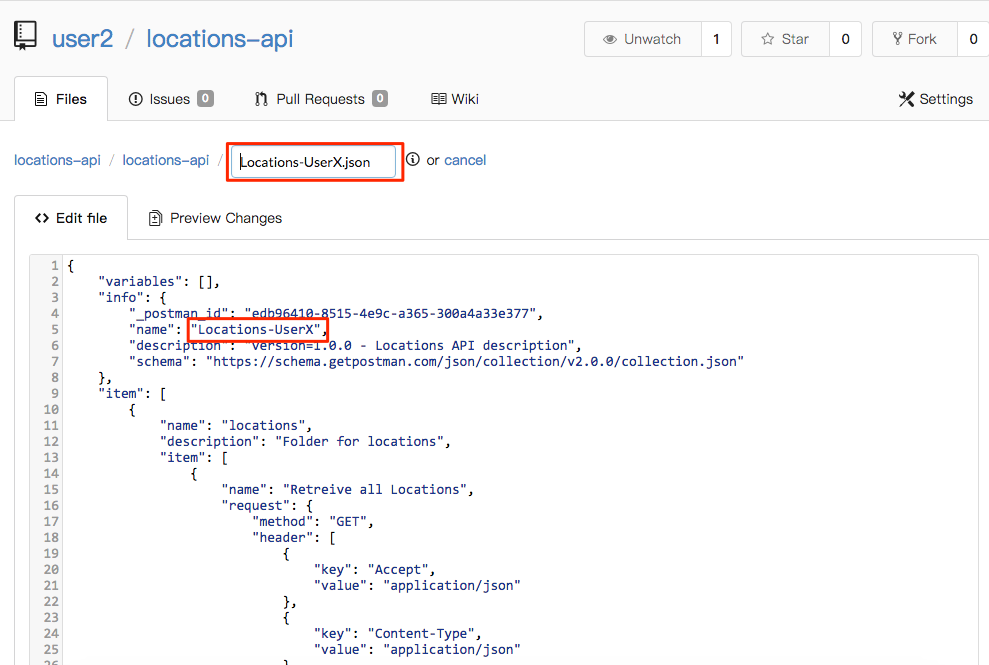 user2 / locations-api
Unwatch 1 Star 0 Fork 0
Files Issues 0 Pull Requests 0 Wiki Settings
locations-api / locations-api / Locations-UserX.json or cancel
<> Edit file Preview Changes
1 {
2 "variables": [],
3 "info": {
4 "_postman_id": "edb96410-8515-4e9c-a365-300a4a33e377",
5 "name": "Locations-UserX",
6 "description": "version=1.0.0 - Locations API description",
7 "schema": "https://schema.getpostman.com/json/collection/v2.0.0/collection.json"
8 },
9 "item": [
10 {
11 "name": "locations",
12 "description": "Folder for locations",
13 "item": [
14 {
15 "name": "Retreive all Locations",
16 "request": {
17 "method": "GET",
18 "header": [
19 {
20 "key": "Accept",
21 "value": "application/json"
22 },
23 {
24 "key": "Content-Type",
25 "value": "application/json"
26 }